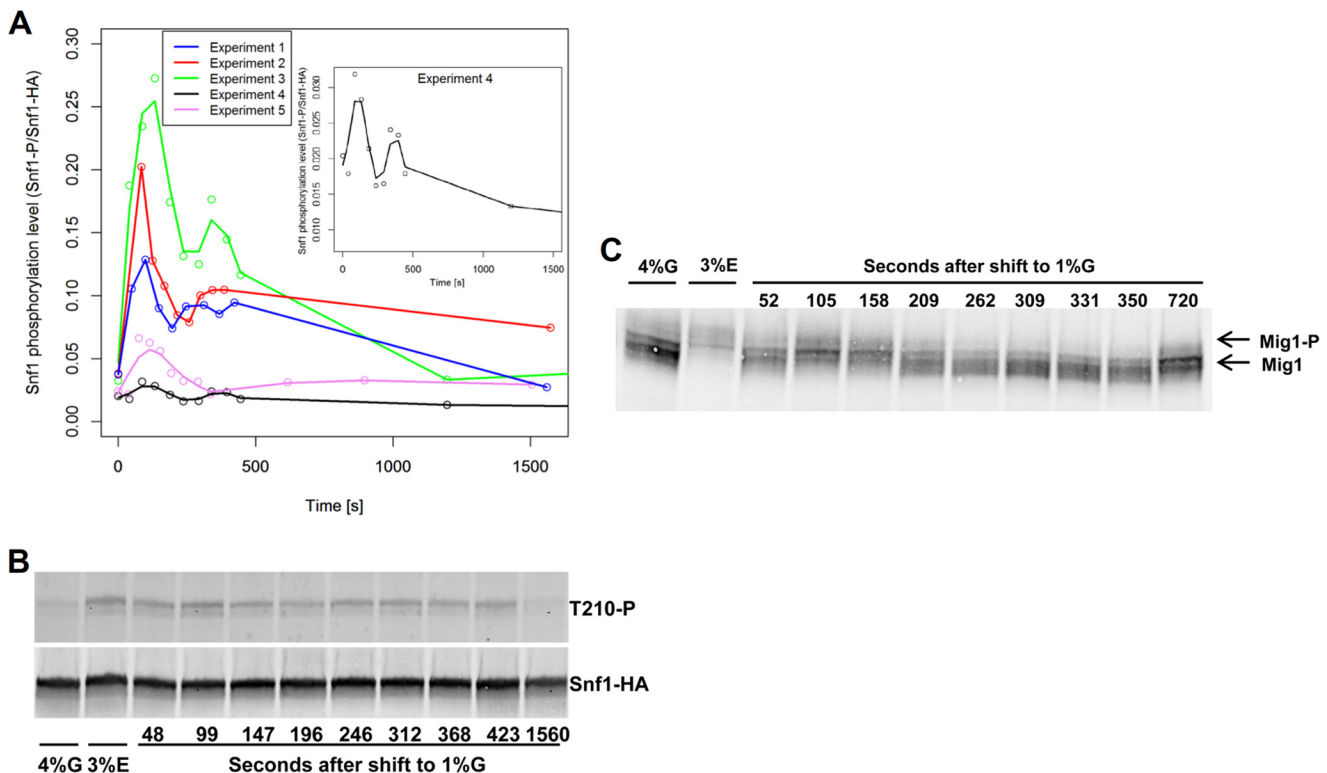 A
Snf1 phosphorylation level (Snf1-P/Snf1-HA)
0.30
0.25
0.20
0.15
0.10
0.05
0.00
Experiment 1
Experiment 2
Experiment 3
Experiment 4
Experiment 5
Experiment 4
Snf1 phosphorylation level (Snf1-P/Snf1-HA)
0.030
0.025
0.020
0.015
0.010
0 500 1000 1500
Time [s]
0 500 1000 1500
Time [s]
C
4%G 3%E Seconds after shift to 1%G
52 105 158 209 262 309 331 350 720
Mig1-P
Mig1
B
T210-P
Snf1-HA
48 99 147 196 246 312 368 423 1560
4%G 3%E Seconds after shift to 1%G